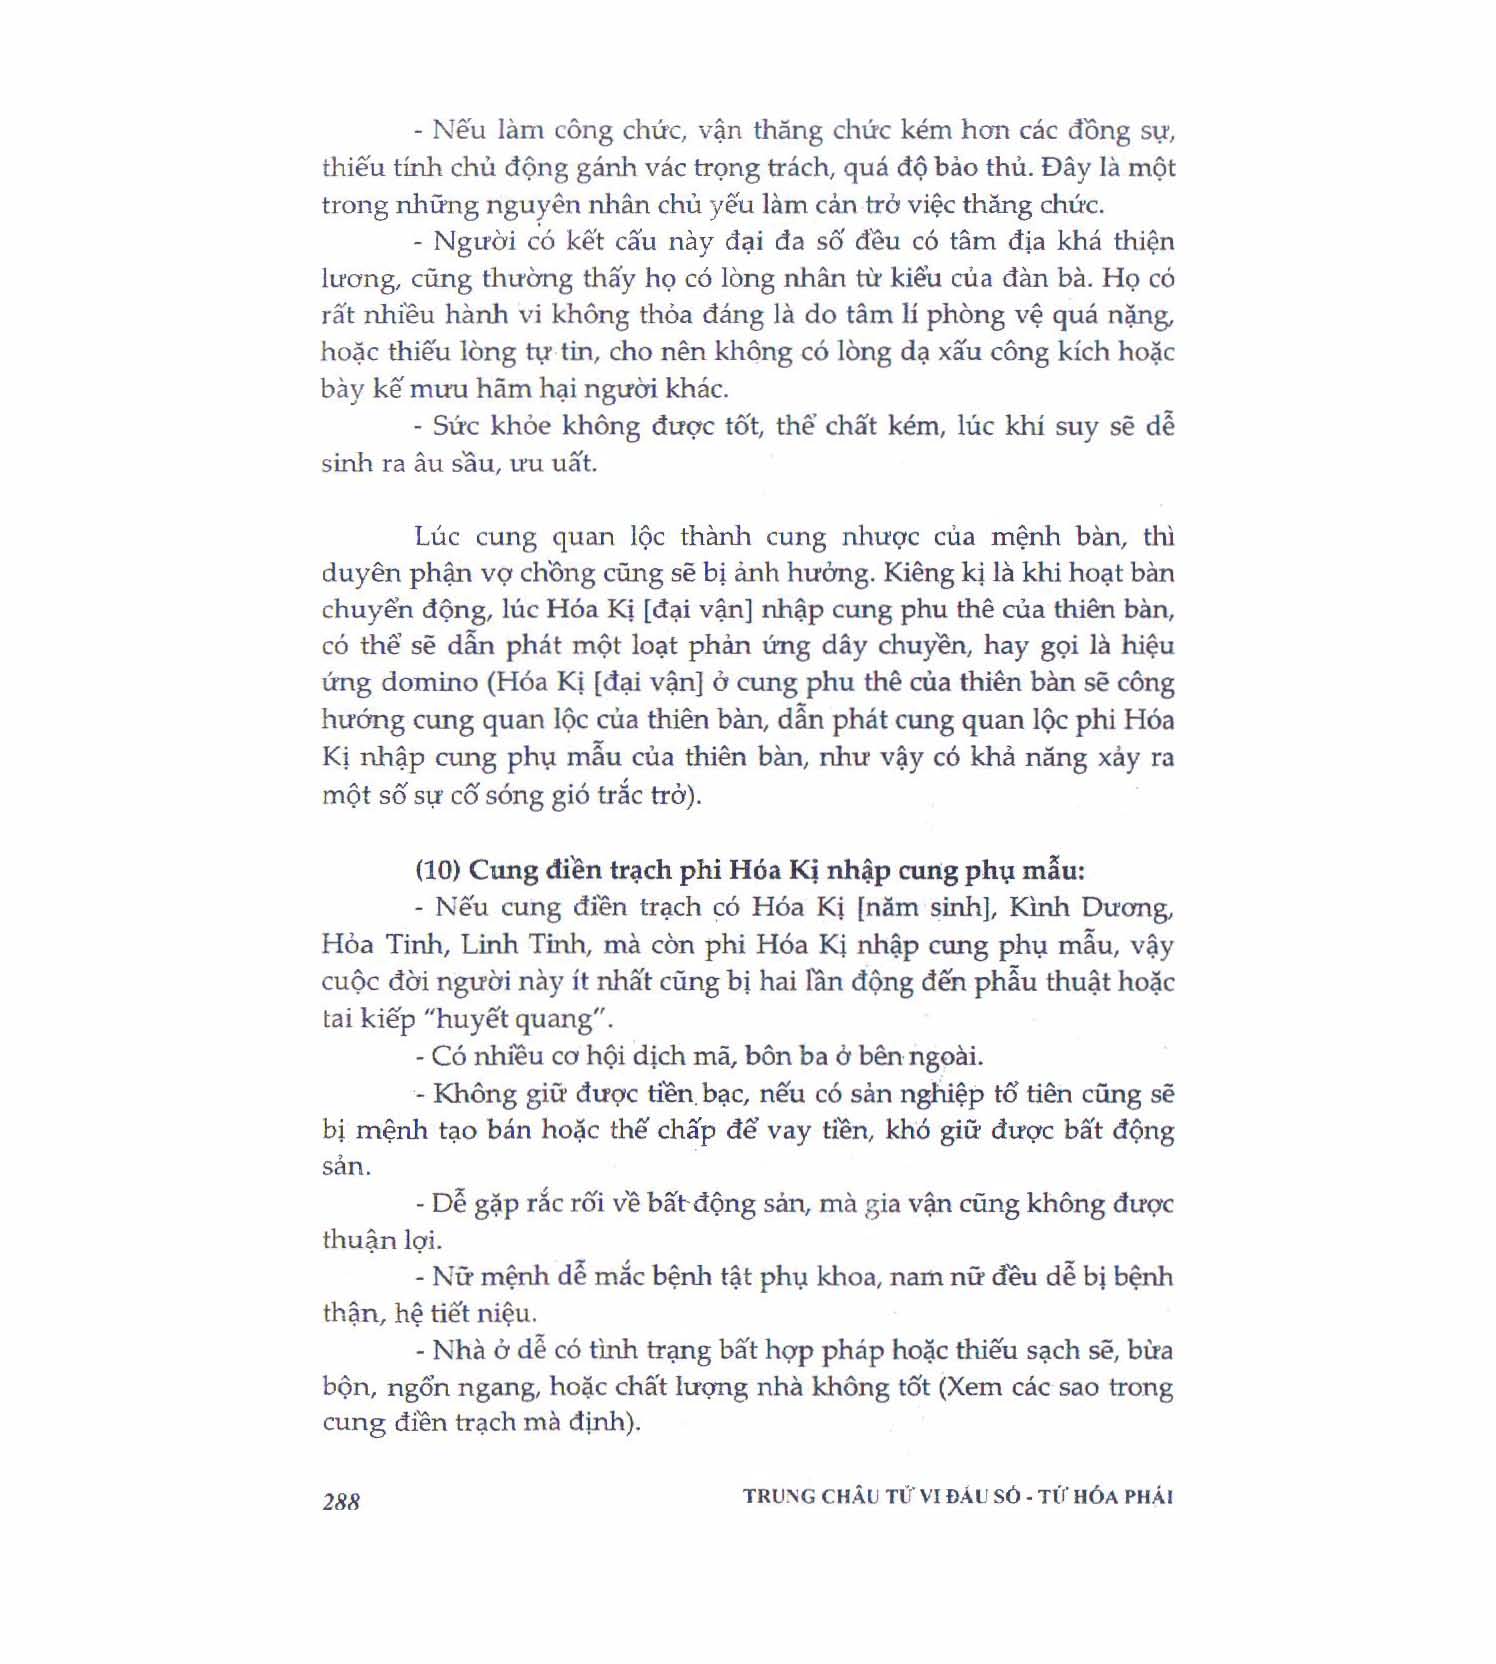 - Nếu làm công chức, vận thăng chức kém hơn các đồng sự,
thiếu tính chủ động gánh vác trọng trách, quá độ bảo thủ. Đây là một
trong những nguyên nhân chủ yếu làm cản trở việc thăng chức.
- Người có kết cấu này đại đa số đều có tâm địa khá thiện
lương, cũng thường thấy họ có lòng nhân từ kiểu của đàn bà. Họ có
rất nhiều hành vi không thỏa đáng là do tâm lí phòng vệ quá nặng,
hoặc thiếu lòng tự tin, cho nên không có lòng dạ xấu công kích hoặc
bày kế mưu hãm hại người khác.
- Sức khỏe không được tốt, thể chất kém, lúc khí suy sẽ dễ
sinh ra âu sầu, ưu uất.
Lúc cung quan lộc thành cung nhược của mệnh bàn, thì
duyên phận vợ chồng cũng sẽ bị ảnh hưởng. Kiêng kị là khi hoạt bàn
chuyển động, lúc Hóa Kị [đại vận] nhập cung phu thê của thiên bàn,
có thể sẽ dẫn phát một loạt phản ứng dây chuyền, hay gọi là hiệu
ứng domino (Hóa Kị [đại vận] ở cung phu thê của thiên bàn sẽ công
hướng cung quan lộc của thiên bàn, dẫn phát cung quan lộc phi Hóa
Kị nhập cung phụ mẫu của thiên bàn, như vậy có khả năng xảy ra
một số sự cố sóng gió trắc trở).
(10) Cung điền trạch phi Hóa Kị nhập cung phụ mẫu:
- Nếu cung điền trạch có Hóa Kị [năm sinh], Kình Dương,
Hỏa Tinh, Linh Tinh, mà còn phi Hóa Kị nhập cung phụ mẫu, vậy
cuộc đời người này ít nhất cũng bị hai lần động đến phẫu thuật hoặc
tai kiếp "huyết quang".
- Có nhiều cơ hội dịch mã, bôn ba ở bên ngoài.
- Không giữ được tiền bạc, nếu có sản nghiệp tổ tiên cũng sẽ
bị mệnh tạo bán hoặc thế chấp để vay tiền, khó giữ được bất động
sản.
- Dễ gặp rắc rối về bất động sản, mà gia vận cũng không được
thuận lợi.
- Nữ mệnh dễ mắc bệnh tật phụ khoa, nam nữ đều dễ bị bệnh
thận, hệ tiết niệu.
- Nhà ở dễ có tình trạng bất hợp pháp hoặc thiếu sạch sẽ, bừa
bộn, ngổn ngang, hoặc chất lượng nhà không tốt (Xem các sao trong
cung điền trạch mà định).
288 TRUNG CHÂU TỬ VI ĐẨU SỐ - TỨ HÓA PHÁI